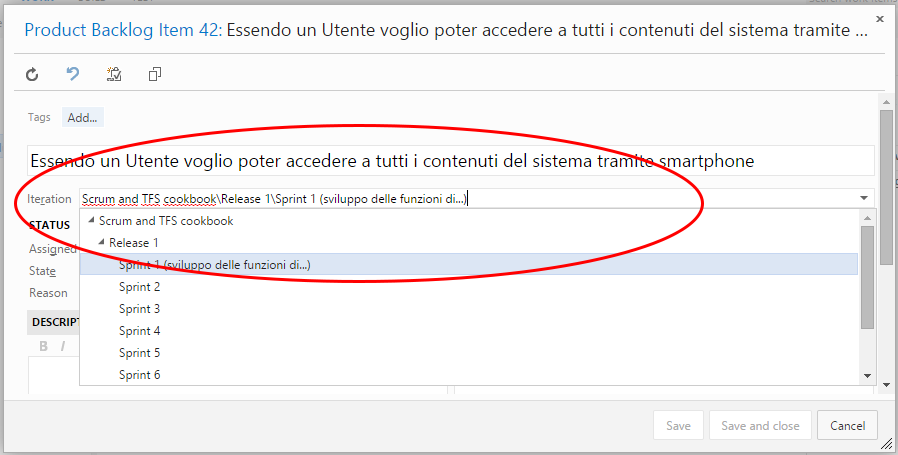 Product Backlog Item 42: Essendo un Utente voglio poter accedere a tutti i contenuti del sistema tramite ...
Tags Add...
Essendo un Utente voglio poter accedere a tutti i contenuti del sistema tramite smartphone
Iteration Scrum and TFS cookbook\Release 1\Sprint 1 (sviluppo delle funzioni di...)
STATUS
Scrum and TFS cookbook
Assigned
Release 1
State
Sprint 1 (sviluppo delle funzioni di...)
Reason
Sprint 2
Sprint 3
DESCRIPT
Sprint 4
B I
Sprint 5
Sprint 6
Save
Save and close
Cancel